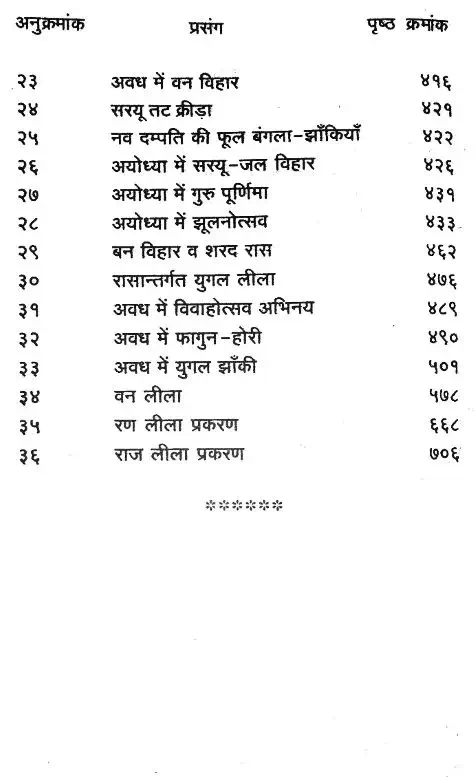 अनुक्रमांक प्रसंग पृष्ठ क्रमांक
२३ अवध में वन विहार ४१६
२४ सरयू तट क्रीड़ा ४२१
२५ नव दम्पति की फूल बंगला-झाँकियाँ ४२२
२६ अयोध्या में सरयू-जल विहार ४२६
२७ अयोध्या में गुरु पूर्णिमा ४३१
२८ अयोध्या में झूलनोत्सव ४३३
२९ बन विहार व शरद रास ४६२
३० रासान्तर्गत युगल लीला ४७६
३१ अवध में विवाहोत्सव अभिनय ४८९
३२ अवध में फागुन-होरी ४९०
३३ अवध में युगल झाँकी ५०१
३४ वन लीला ५७८
३५ रण लीला प्रकरण ६६८
३६ राज लीला प्रकरण ७०६
******